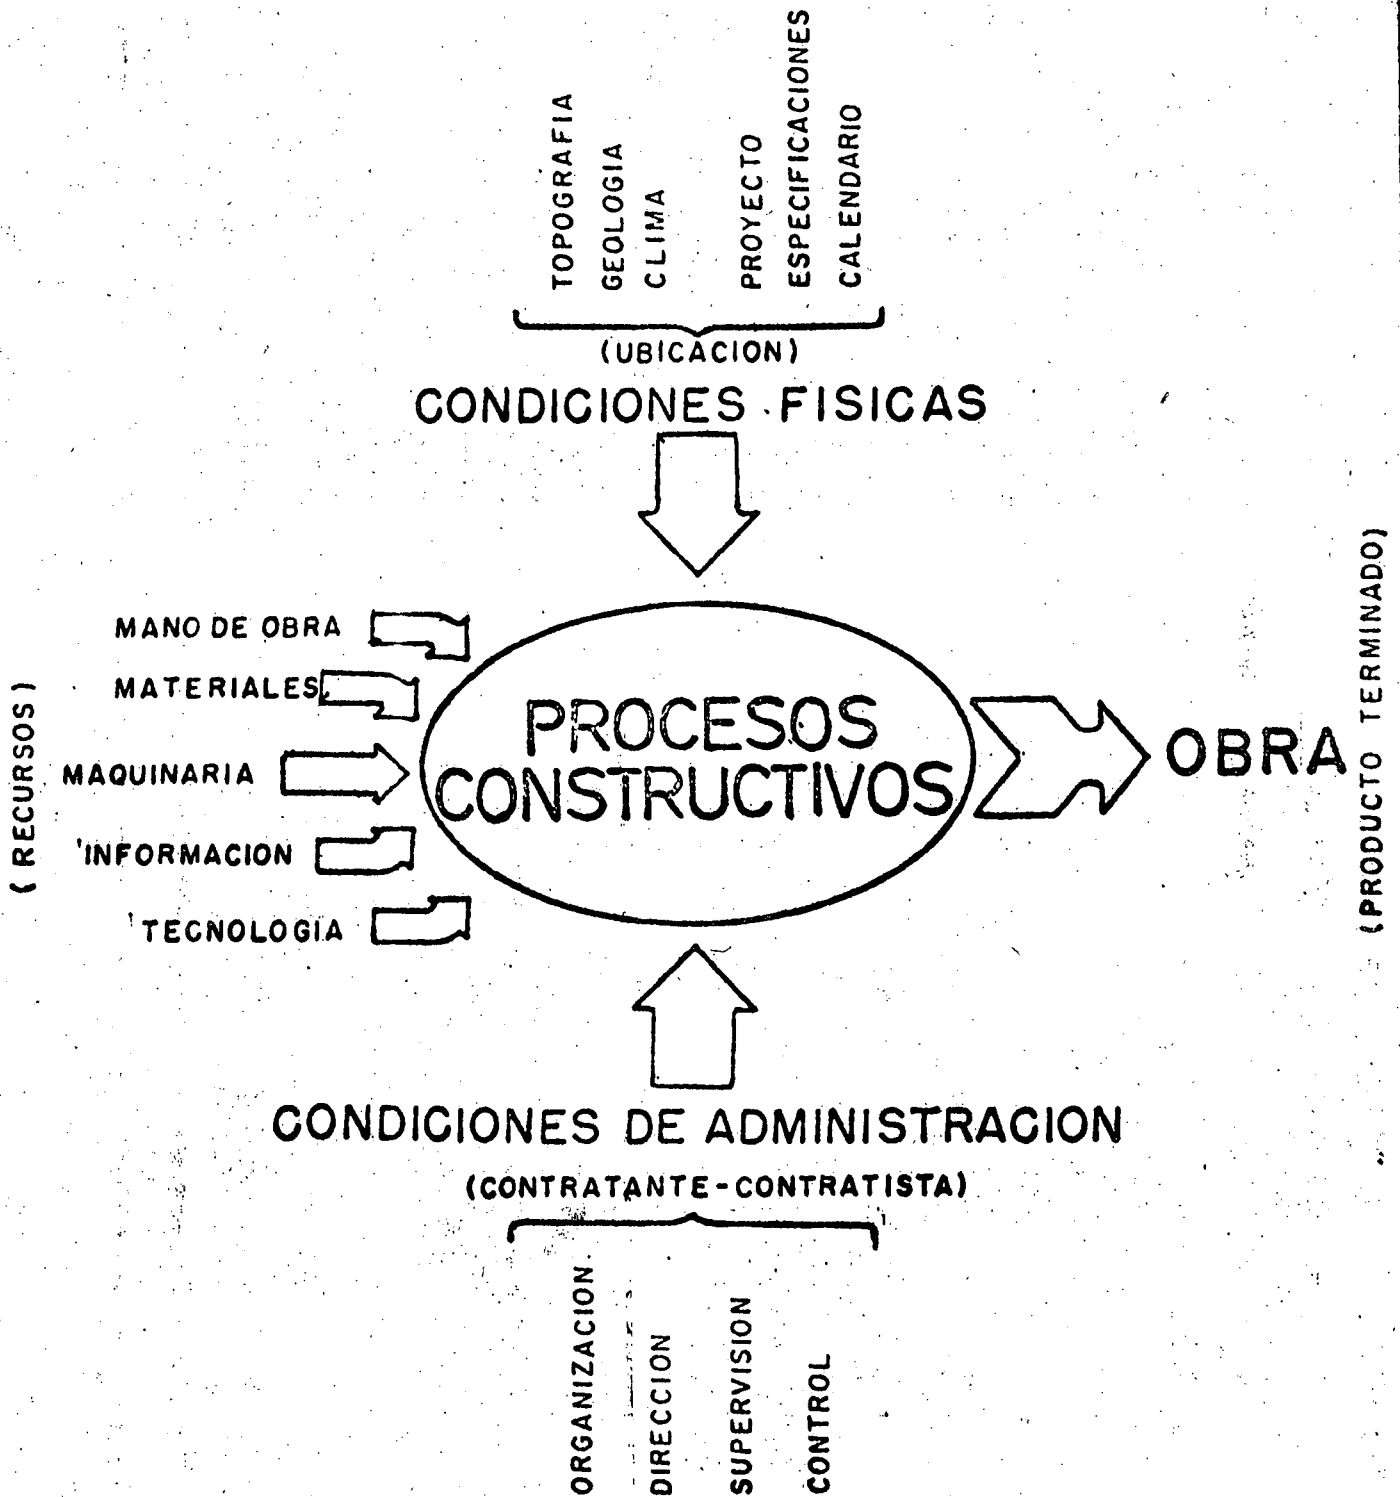 TOPOGRAFIA
GEOLOGIA
CLIMA
PROYECTO
ESPECIFICACIONES
CALENDARIO
(UBICACION)
CONDICIONES FISICAS
(RECURSOS)
MANO DE OBRA
MATERIALES
MAQUINARIA
INFORMACION
TECNOLOGIA
PROCESOS
CONSTRUCTIVOS
OBRA
(PRODUCTO TERMINADO)
CONDICIONES DE ADMINISTRACION
(CONTRATANTE-CONTRATISTA)
ORGANIZACION
DIRECCION
SUPERVISION
CONTROL